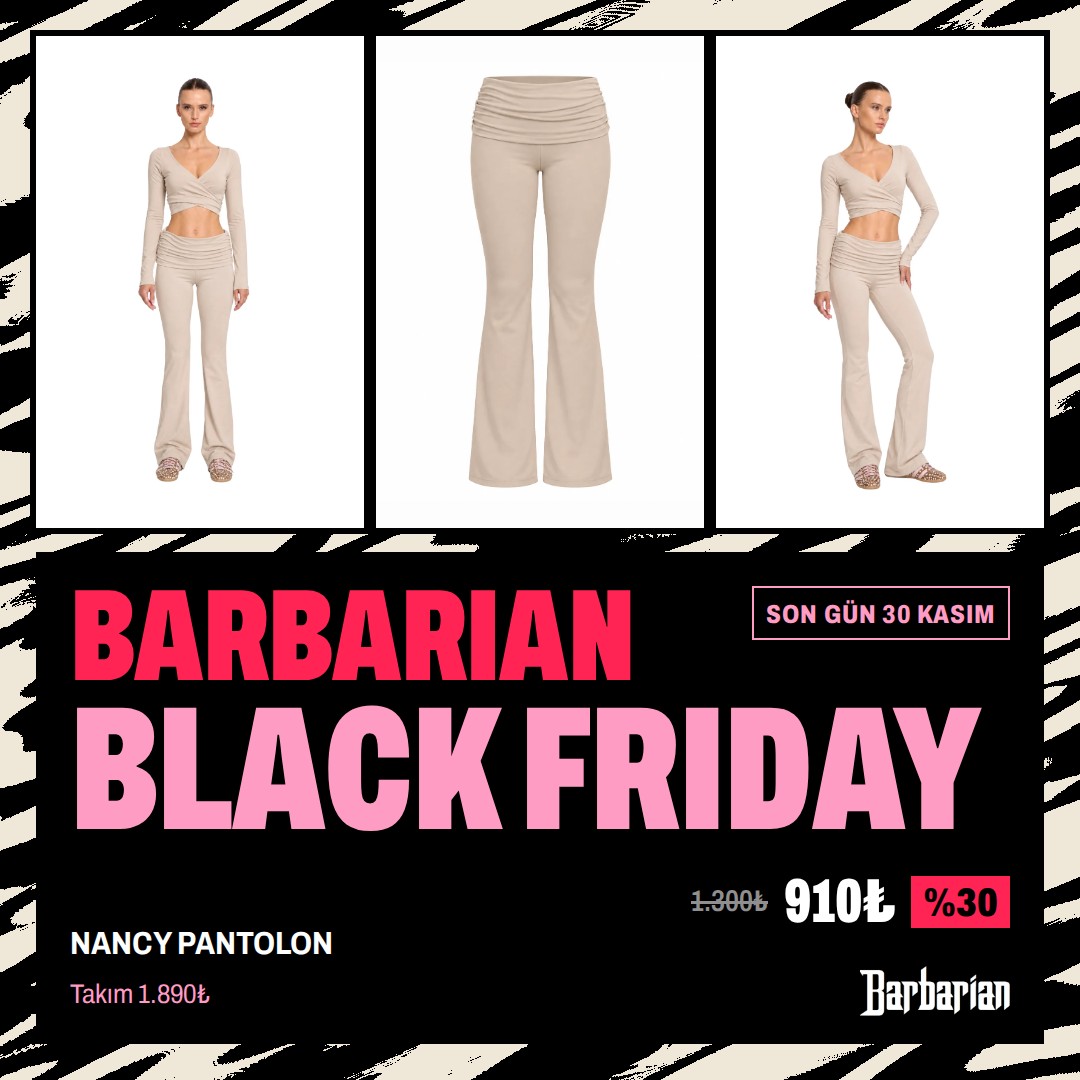 BARBARIAN
SON GÜN 30 KASIM
BLACK FRIDAY
1.300₺ 910₺ %30
NANCY PANTOLON
Takım 1.890₺
Barbarian